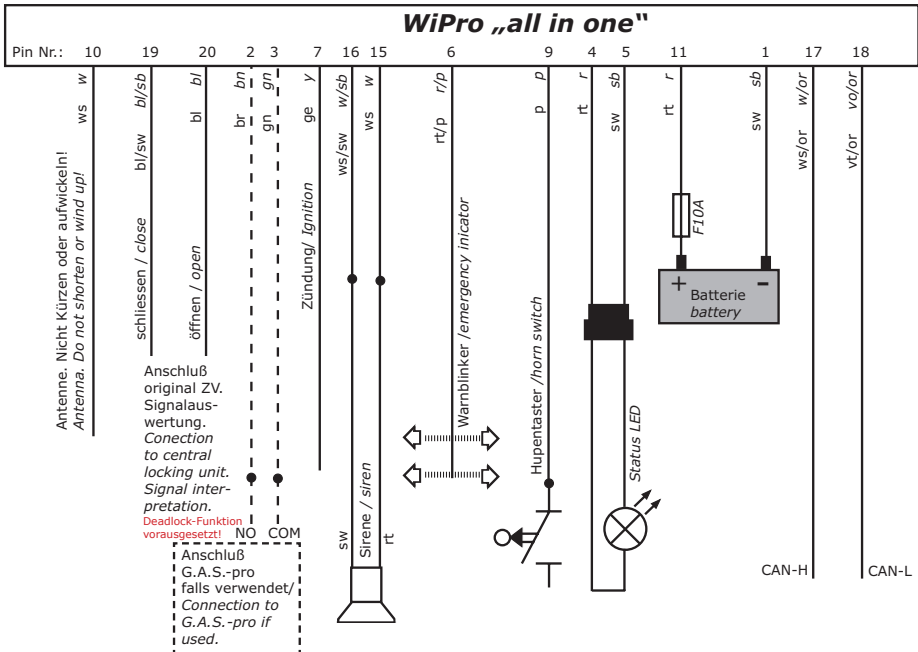 WiPro „all in one“
Pin Nr.: 10 19 20 2 3 7 16 15 6 9 4 5 11 1 17 18
ws w
bl/sw bl/sb
bl bl
br bn
gn gn
ge y
ws/sw w/sb
ws w
rt/p r/p
p p
rt r
sw sb
rt r
sw sb
ws/or w/or
vt/or vo/or
Antenne. Nicht Kürzen oder aufwickeln!
Antenna. Do not shorten or wind up!
schliessen / close
öffnen / open
Zündung/ Ignition
Sirene / siren
sw
rt
Warnblinker /emergency inicator
Hupentaster /horn switch
Status LED
F10A
+ -
Batterie
battery
Anschluß
original ZV.
Signalaus-
wertung.
Conection
to central
locking unit.
Signal inter-
pretation.
Deadlock-Funktion
vorausgesetzt!
NO COM
Anschluß
G.A.S.-pro
falls verwendet/
Connection to
G.A.S.-pro if
used.
CAN-H
CAN-L